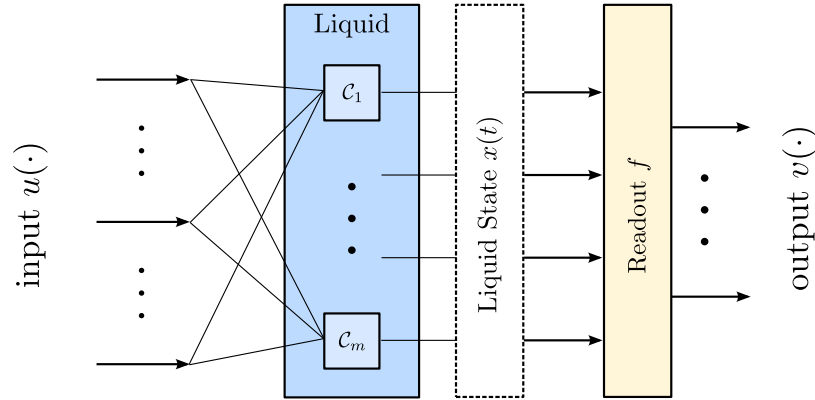 input u(·)
Liquid
𝒞₁
𝒞ₘ
Liquid State x(t)
Readout f
output v(·)